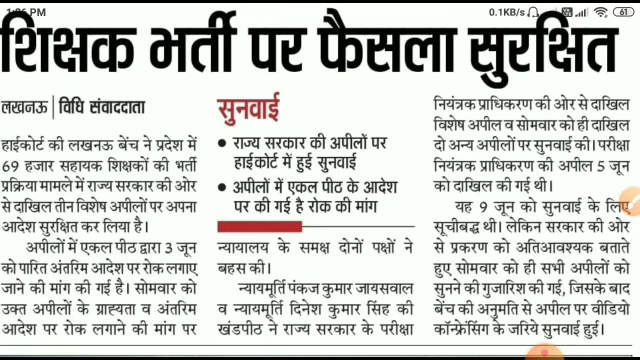 1:26 PM
0.1KB/s
61
शिक्षक भर्ती पर फैसला सुरक्षित
लखनऊ | विधि संवाददाता
हाईकोर्ट की लखनऊ बेंच ने प्रदेश में
69 हजार सहायक शिक्षकों की भर्ती
प्रक्रिया मामले में राज्य सरकार की ओर
से दाखिल तीन विशेष अपीलों पर अपना
आदेश सुरक्षित कर लिया है।
अपीलों में एकल पीठ द्वारा 3 जून
को पारित अंतरिम आदेश पर रोक लगाए
जाने की मांग की गई है। सोमवार को
उक्त अपीलों के ग्राह्यता व अंतरिम
आदेश पर रोक लगाने की मांग पर
सुनवाई
• राज्य सरकार की अपीलों पर
हाईकोर्ट में हुई सुनवाई
• अपीलों में एकल पीठ के आदेश
पर की गई है रोक की मांग
न्यायालय के समक्ष दोनों पक्षों ने
बहस की।
न्यायमूर्ति पंकज कुमार जायसवाल
व न्यायमूर्ति दिनेश कुमार सिंह की
खंडपीठ ने राज्य सरकार के परीक्षा
नियंत्रक प्राधिकरण की ओर से दाखिल
विशेष अपील व सोमवार को ही दाखिल
दो अन्य अपीलों पर सुनवाई की। परीक्षा
नियंत्रक प्राधिकरण की अपील 5 जून
को दाखिल की गई थी।
यह 9 जून को सुनवाई के लिए
सूचीबद्ध थी। लेकिन सरकार की ओर
से प्रकरण को अतिआवश्यक बताते
हुए सोमवार को ही सभी अपीलों को
सुनने की गुजारिश की गई, जिसके बाद
बेंच की अनुमति से अपील पर वीडियो
कॉन्फ्रेंसिंग के जरिये सुनवाई हुई।